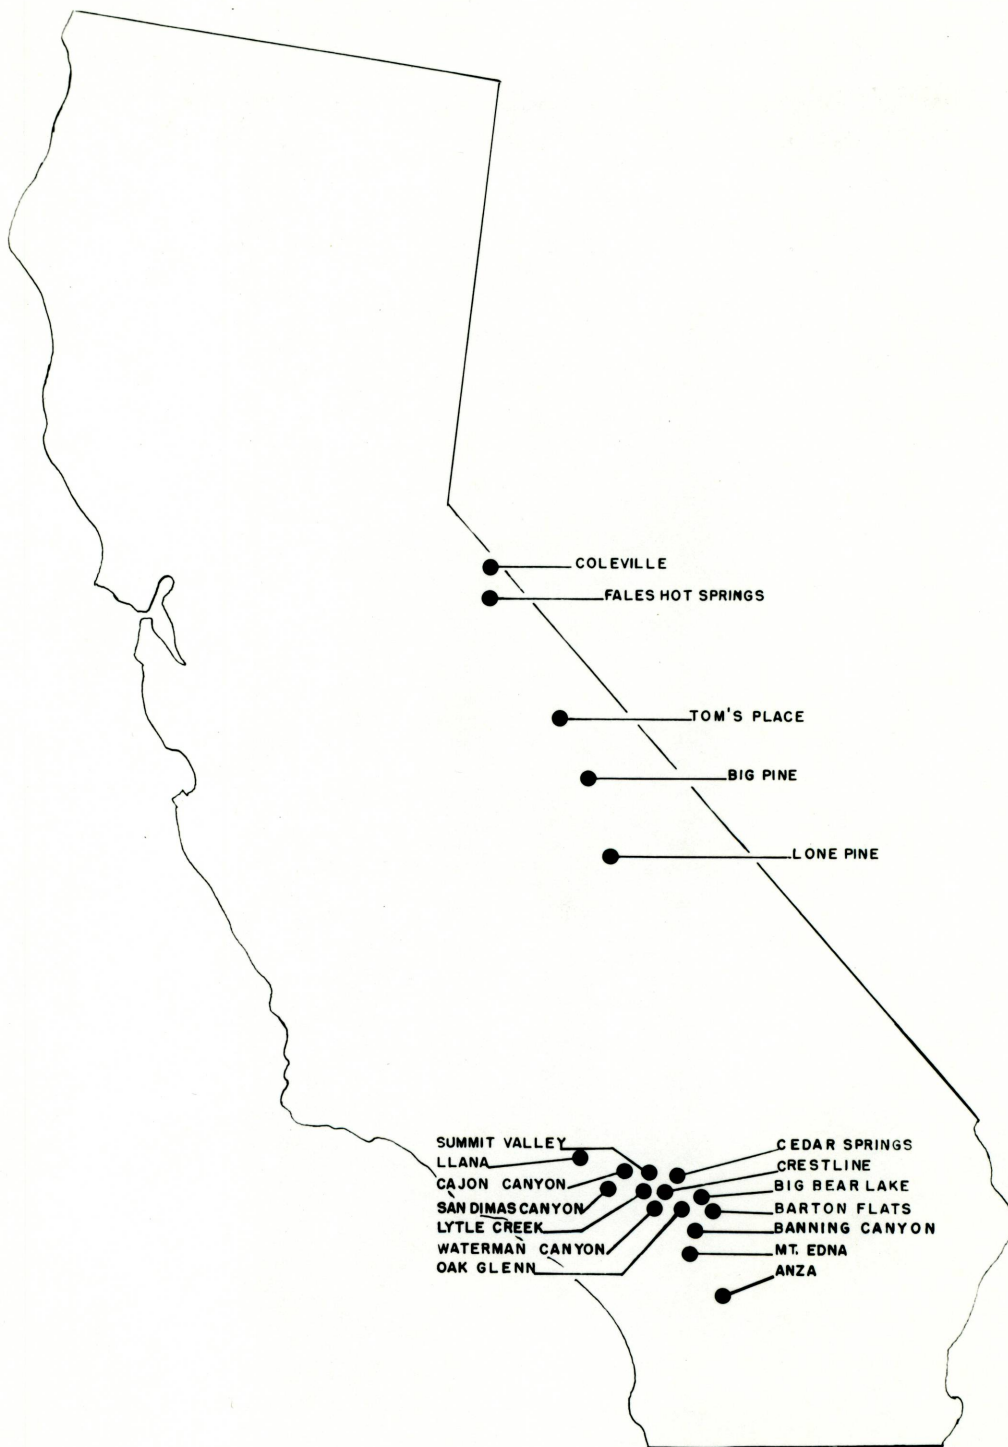 COLEVILLE
FALES HOT SPRINGS
TOM'S PLACE
BIG PINE
LONE PINE
SUMMIT VALLEY
LLANA
CAJON CANYON
SAN DIMAS CANYON
LYTLE CREEK
WATERMAN CANYON
OAK GLENN
CEDAR SPRINGS
CRESTLINE
BIG BEAR LAKE
BARTON FLATS
BANNING CANYON
MT. EDNA
ANZA